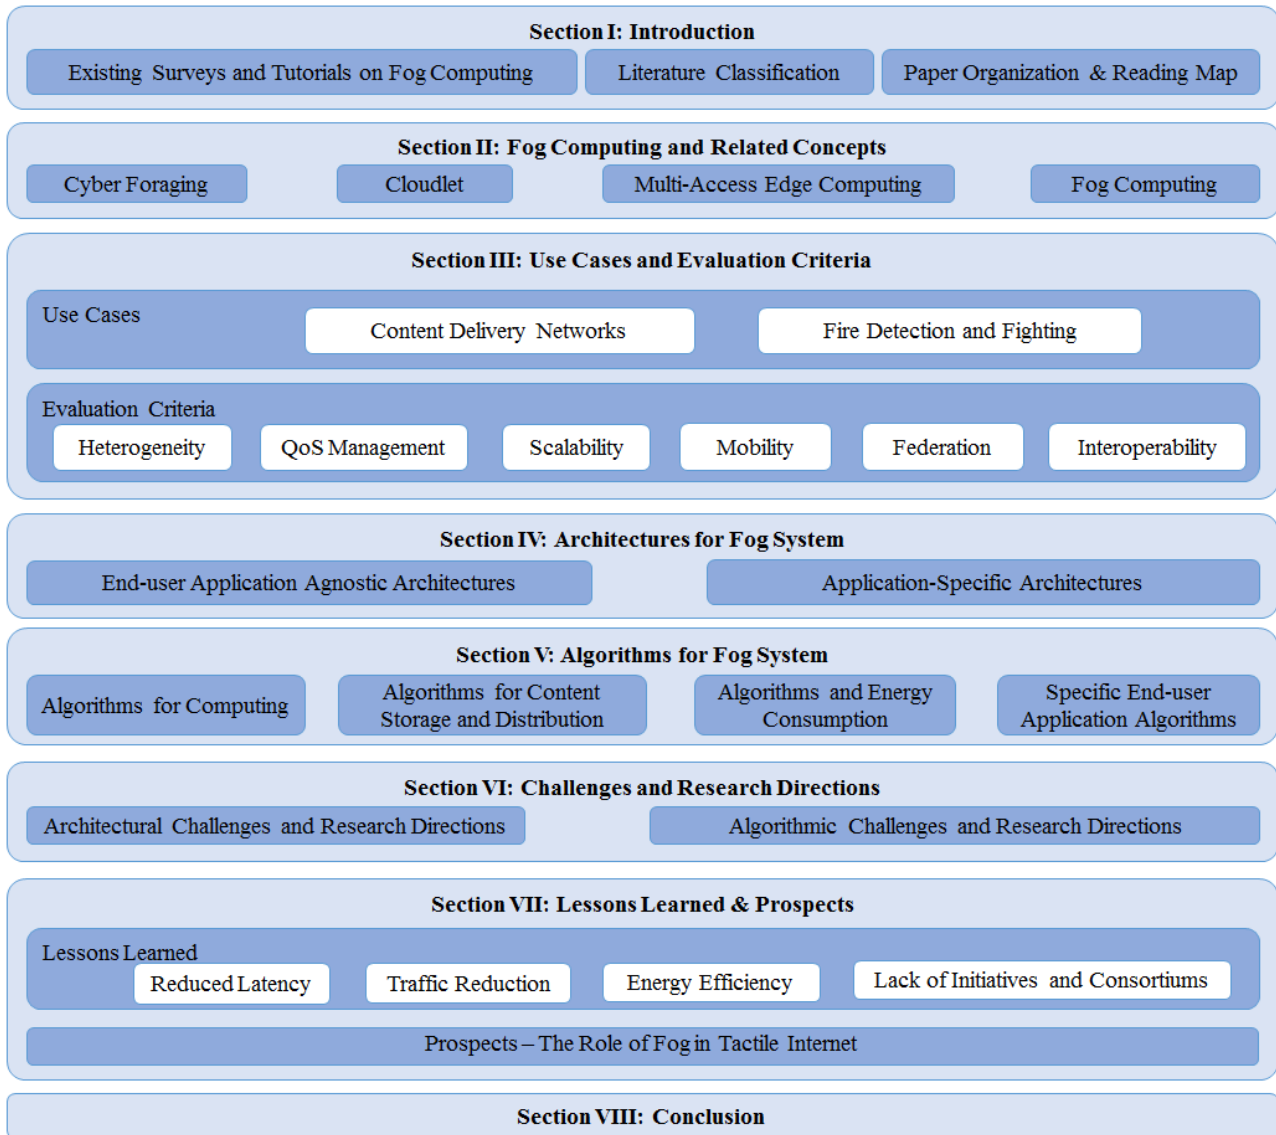 Section I: Introduction
Existing Surveys and Tutorials on Fog Computing
Literature Classification
Paper Organization & Reading Map
Section II: Fog Computing and Related Concepts
Cyber Foraging
Cloudlet
Multi-Access Edge Computing
Fog Computing
Section III: Use Cases and Evaluation Criteria
Use Cases
Content Delivery Networks
Fire Detection and Fighting
Evaluation Criteria
Heterogeneity
QoS Management
Scalability
Mobility
Federation
Interoperability
Section IV: Architectures for Fog System
End-user Application Agnostic Architectures
Application-Specific Architectures
Section V: Algorithms for Fog System
Algorithms for Computing
Algorithms for Content
Storage and Distribution
Algorithms and Energy
Consumption
Specific End-user
Application Algorithms
Section VI: Challenges and Research Directions
Architectural Challenges and Research Directions
Algorithmic Challenges and Research Directions
Section VII: Lessons Learned & Prospects
Lessons Learned
Reduced Latency
Traffic Reduction
Energy Efficiency
Lack of Initiatives and Consortiums
Prospects – The Role of Fog in Tactile Internet
Section VIII: Conclusion